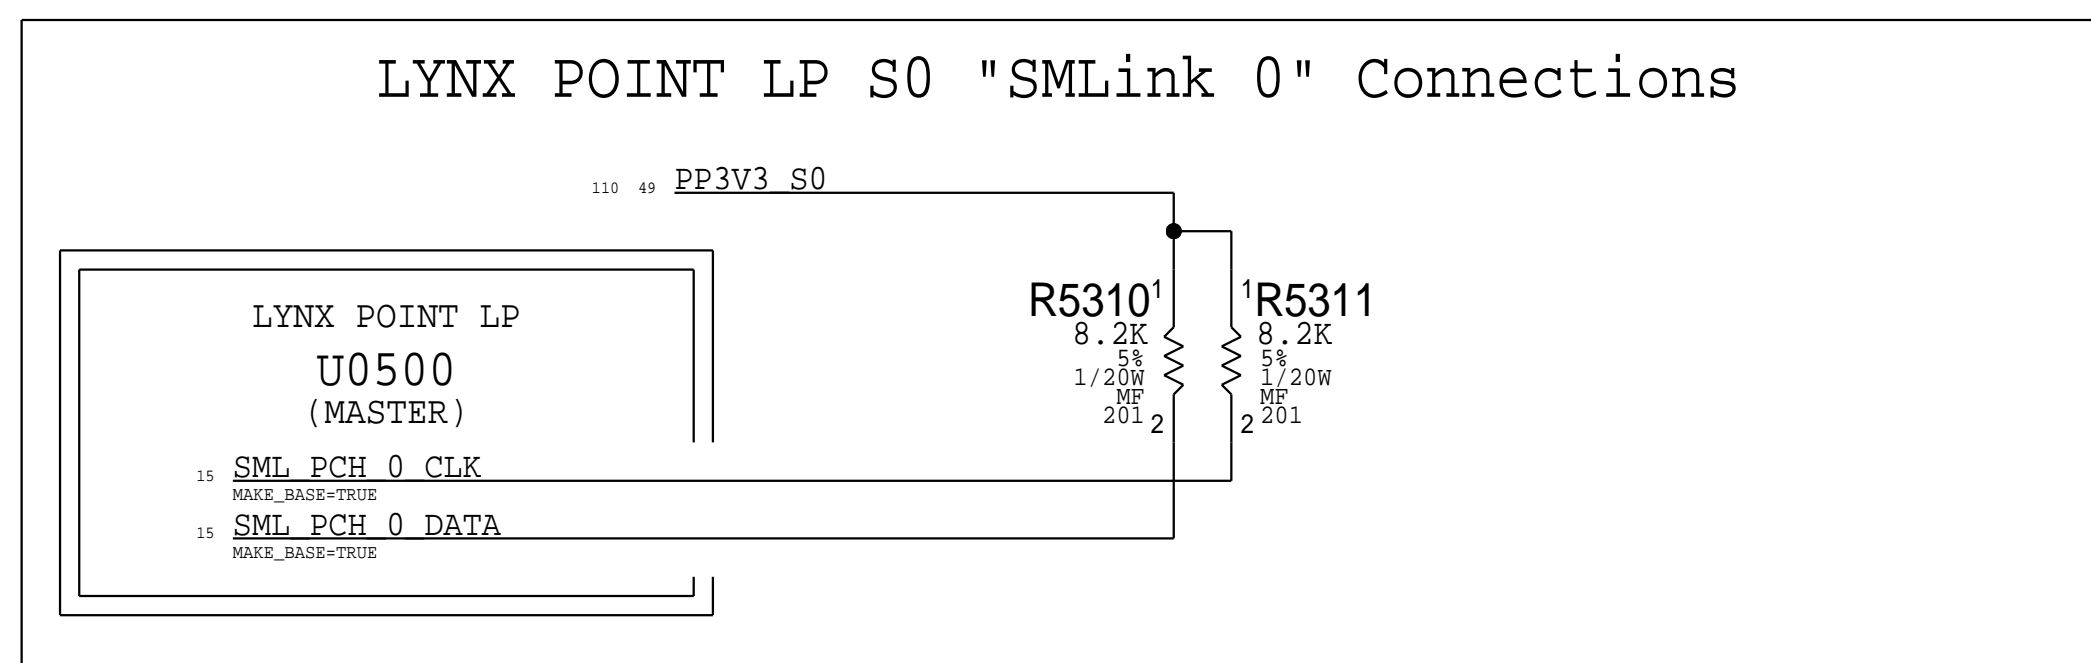 LYNX POINT LP S0 "SMLink 0" Connections
110 49 PP3V3_S0
LYNX POINT LP
U0500
(MASTER)
R5310 1
8.2K
5%
1/20W
MF
201 2
1 R5311
8.2K
5%
1/20W
MF
2 201
15 SML_PCH_0_CLK
MAKE_BASE=TRUE
15 SML_PCH_0_DATA
MAKE_BASE=TRUE